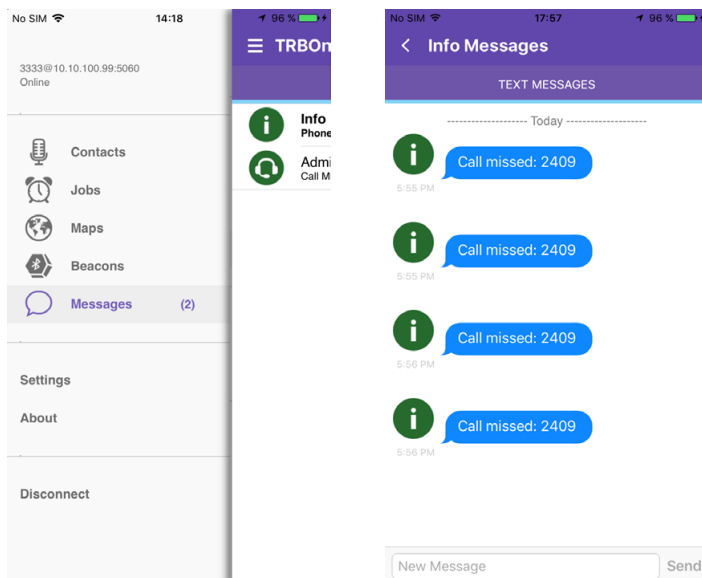 No SIM 14:18 96 %
3333@10.10.100.99:5060
Online
Contacts
Jobs
Maps
Beacons
Messages (2)
Settings
About
Disconnect
TRBOn
Info
Phone
Admi
Call M
No SIM 17:57 96 %
Info Messages
TEXT MESSAGES
-------------------- Today --------------------
Call missed: 2409
5:55 PM
Call missed: 2409
5:55 PM
Call missed: 2409
5:56 PM
Call missed: 2409
5:56 PM
New Message Send